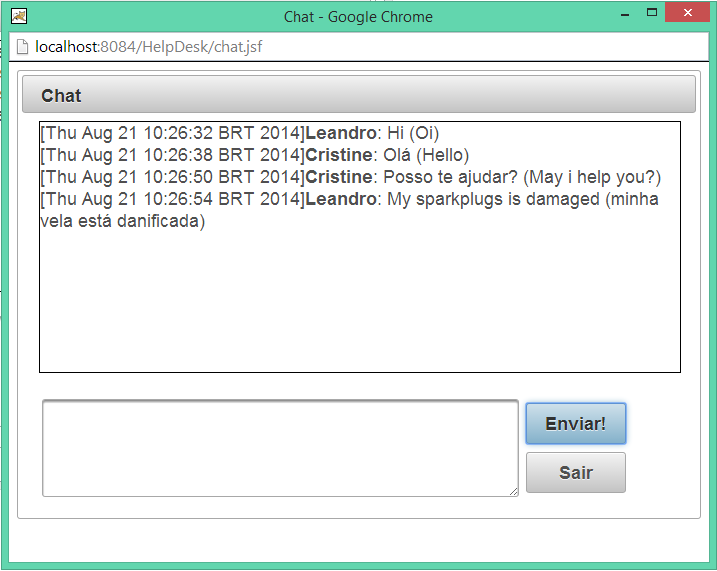 Chat - Google Chrome
localhost:8084/HelpDesk/chat.jsf
Chat
[Thu Aug 21 10:26:32 BRT 2014]Leandro: Hi (Oi)
[Thu Aug 21 10:26:38 BRT 2014]Cristine: Olá (Hello)
[Thu Aug 21 10:26:50 BRT 2014]Cristine: Posso te ajudar? (May i help you?)
[Thu Aug 21 10:26:54 BRT 2014]Leandro: My sparkplugs is damaged (minha
vela está danificada)
Enviar!
Sair